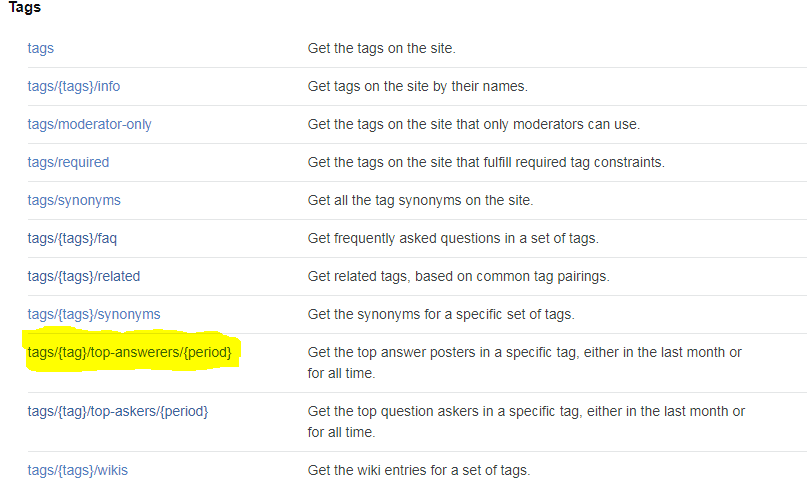 Tags
tags Get the tags on the site.
tags/{tags}/info Get tags on the site by their names.
tags/moderator-only Get the tags on the site that only moderators can use.
tags/required Get the tags on the site that fulfill required tag constraints.
tags/synonyms Get all the tag synonyms on the site.
tags/{tags}/faq Get frequently asked questions in a set of tags.
tags/{tags}/related Get related tags, based on common tag pairings.
tags/{tags}/synonyms Get the synonyms for a specific set of tags.
tags/{tag}/top-answerers/{period} Get the top answer posters in a specific tag, either in the last month or
for all time.
tags/{tag}/top-askers/{period} Get the top question askers in a specific tag, either in the last month or
for all time.
tags/{tags}/wikis Get the wiki entries for a set of tags.